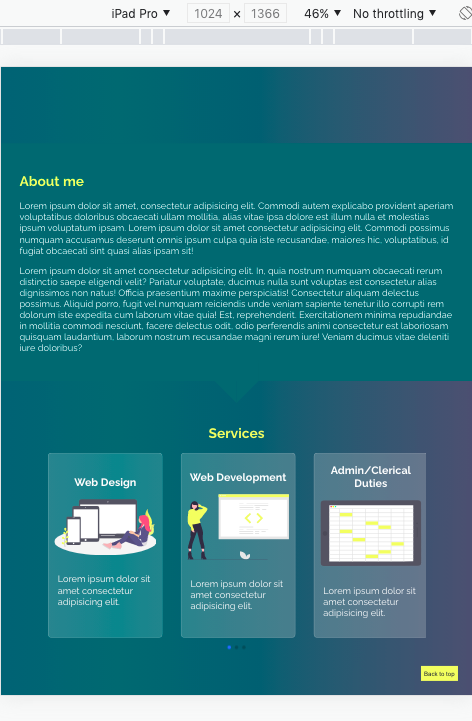 iPad Pro ▼ 1024 × 1366 46% ▼ No throttling ▼
About me
Lorem ipsum dolor sit amet, consectetur adipisicing elit. Commodi autem explicabo provident aperiam
voluptatibus doloribus obcaecati ullam mollitia, alias vitae ipsa dolore est illum nulla et molestias
ipsum voluptatum ipsam. Lorem ipsum dolor sit amet consectetur adipisicing elit. Commodi possimus
numquam accusamus deserunt omnis ipsum culpa quia iste recusandae, maiores hic, voluptatibus, id
fugiat obcaecati sint quasi alias ipsam sit!
Lorem ipsum dolor sit amet consectetur adipisicing elit. In, quia nostrum numquam obcaecati rerum
distinctio saepe eligendi velit? Pariatur voluptate, ducimus nulla sunt voluptas est consectetur alias
dignissimos non natus! Officia praesentium maxime perspiciatis! Consectetur aliquam delectus
possimus. Aliquid porro, fugit vel numquam reiciendis unde veniam sapiente tenetur illo corrupti rem
dolorum iste expedita cum laborum vitae quia! Est, reprehenderit. Exercitationem minima repudiandae
in mollitia commodi nesciunt, facere delectus odit, odio perferendis animi consectetur est laboriosam
quisquam laudantium, laborum nostrum recusandae magni rerum iure! Veniam ducimus vitae deleniti
iure doloribus?
Services
Web Design
Lorem ipsum dolor sit
amet consectetur
adipisicing elit.
Web Development
Lorem ipsum dolor sit
amet consectetur
adipisicing elit.
Admin/Clerical
Duties
Lorem ipsum dolor sit
amet consectetur
adipisicing elit.
Back to top